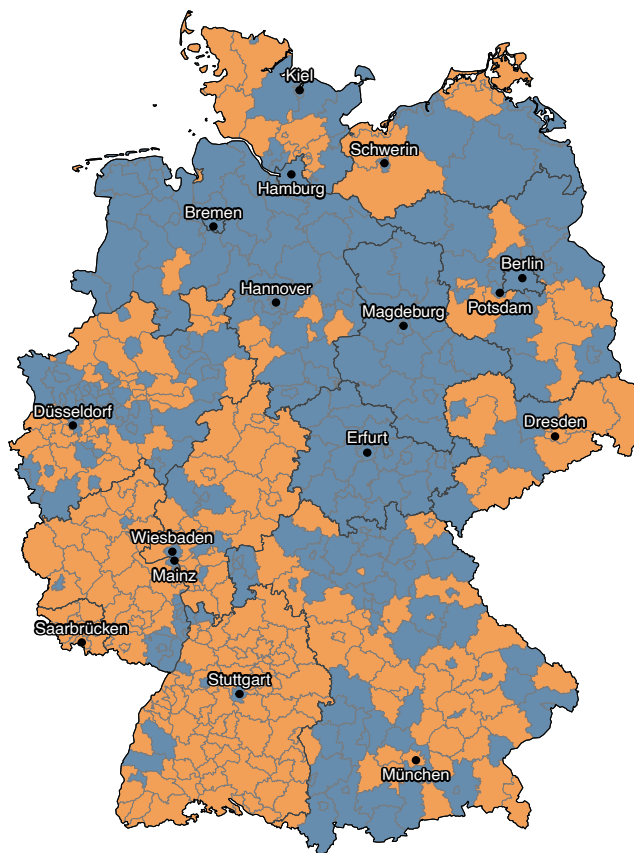 Kiel
Schwerin
Hamburg
Bremen
Berlin
Hannover
Potsdam
Magdeburg
Düsseldorf
Dresden
Erfurt
Wiesbaden
Mainz
Saarbrücken
Stuttgart
München